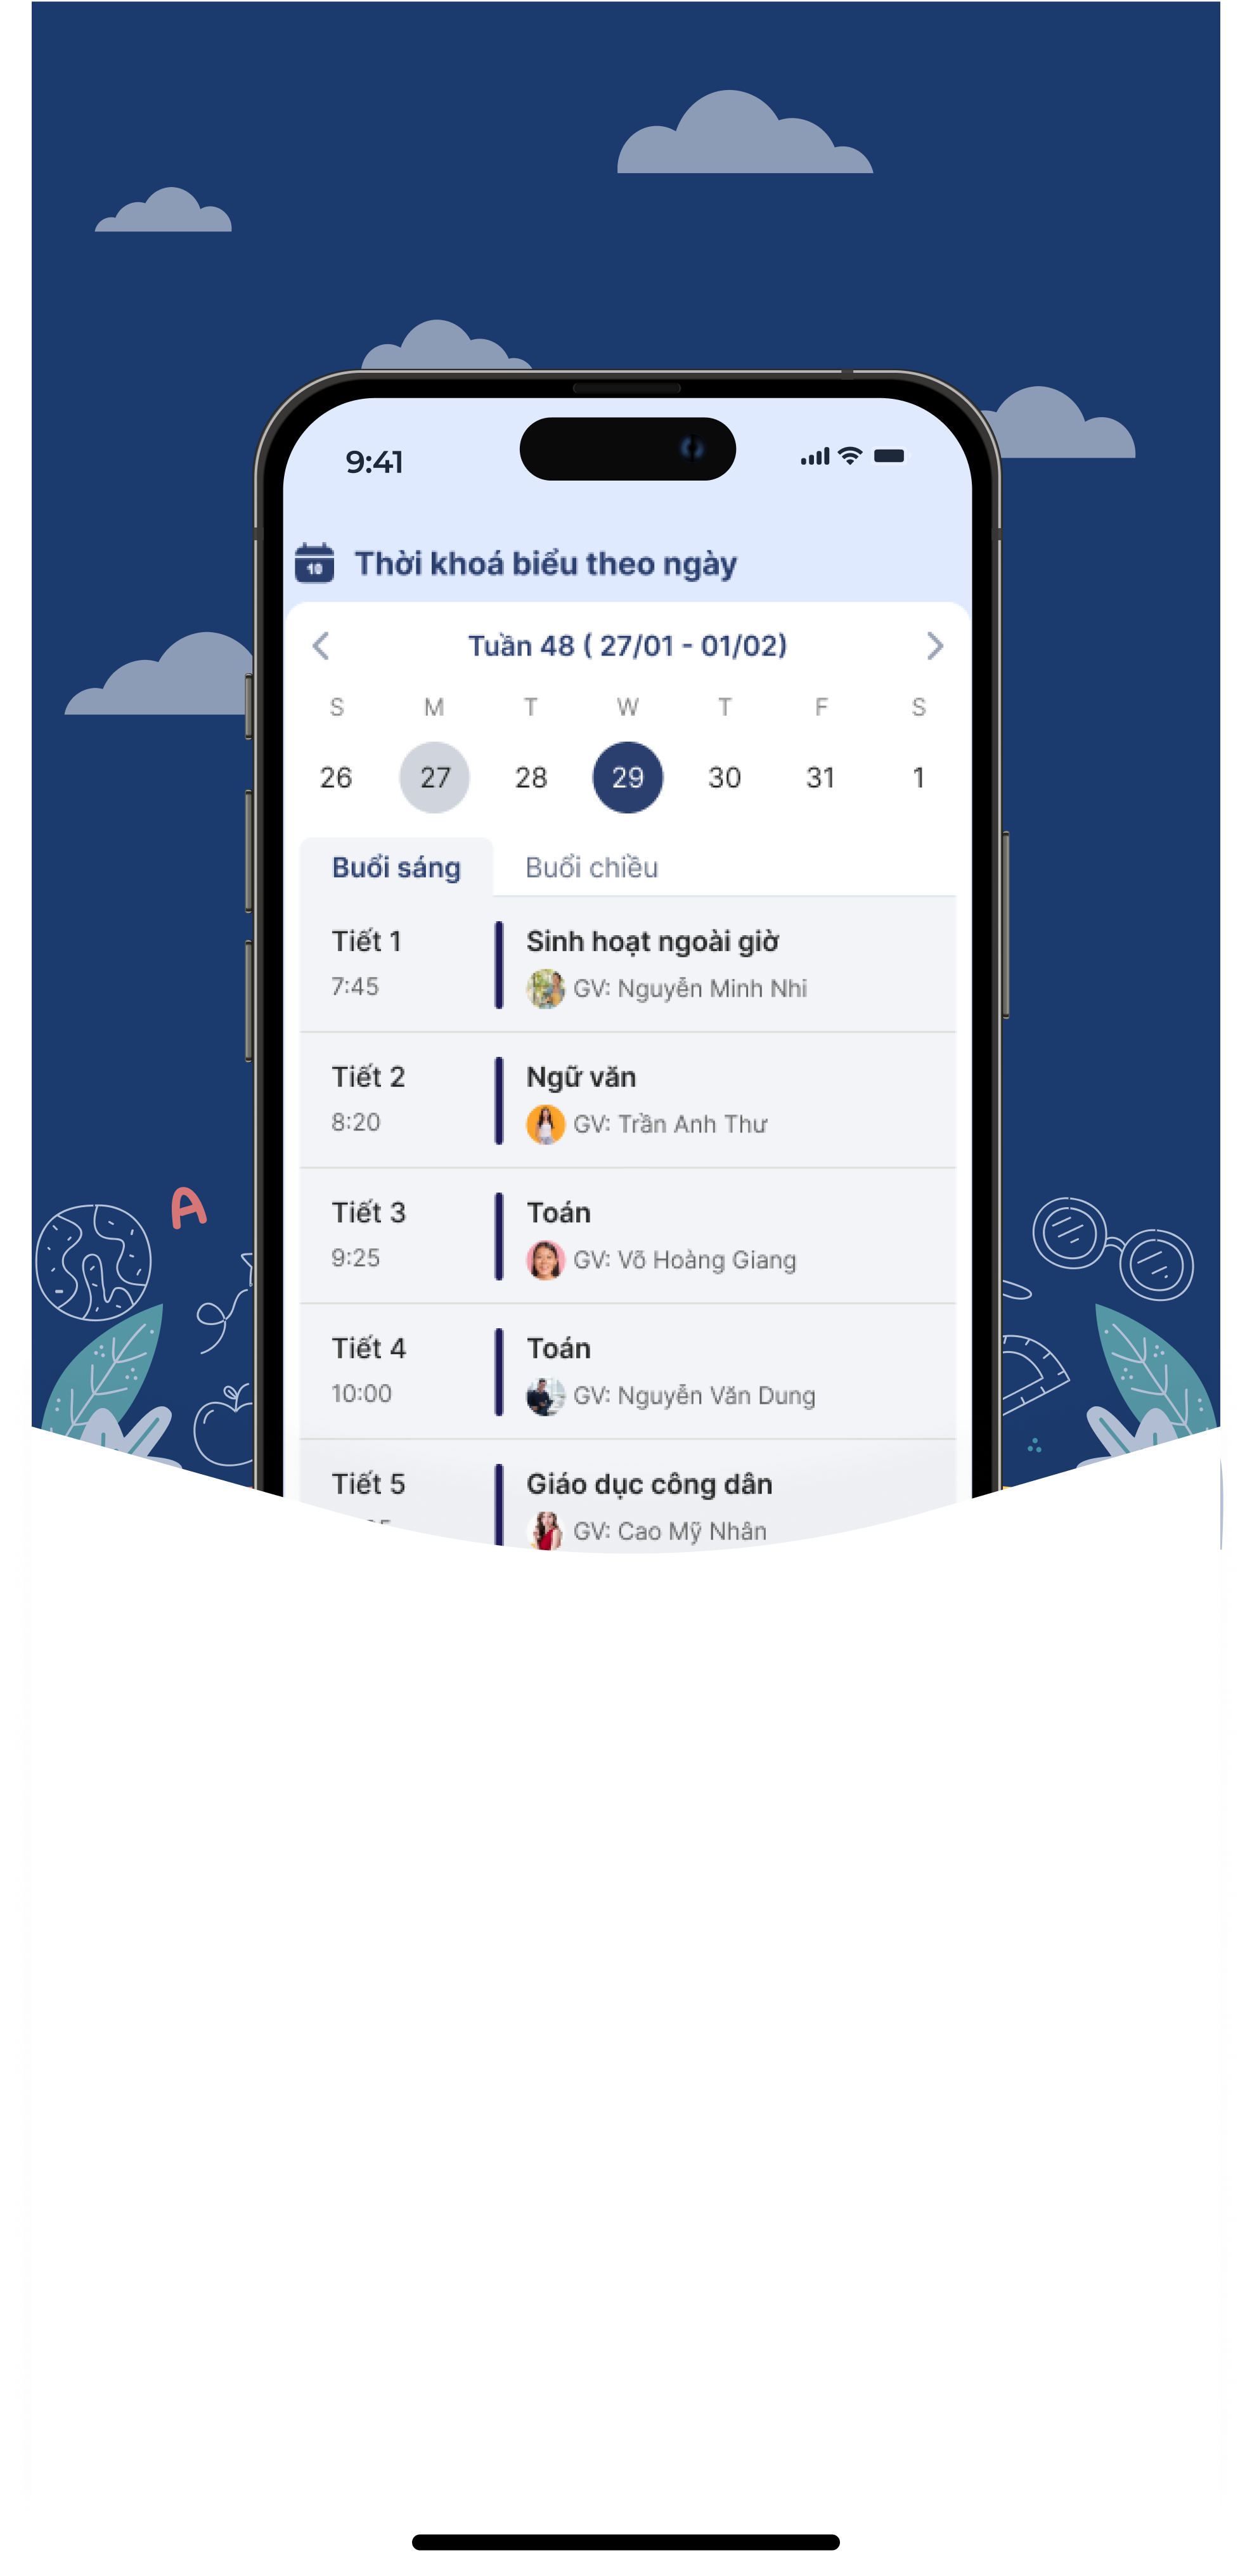 9:41
10
Thời khoá biểu theo ngày
Tuần 48 ( 27/01 - 01/02)
S M T W T F S
26 27 28 29 30 31 1
Buổi sáng Buổi chiều
Tiết 1 Sinh hoạt ngoài giờ
7:45 GV: Nguyễn Minh Nhi
Tiết 2 Ngữ văn
8:20 GV: Trần Anh Thư
A
Tiết 3 Toán
9:25 GV: Võ Hoàng Giang
Tiết 4 Toán
10:00 GV: Nguyễn Văn Dung
Tiết 5 Giáo dục công dân
GV: Cao Mỹ Nhân